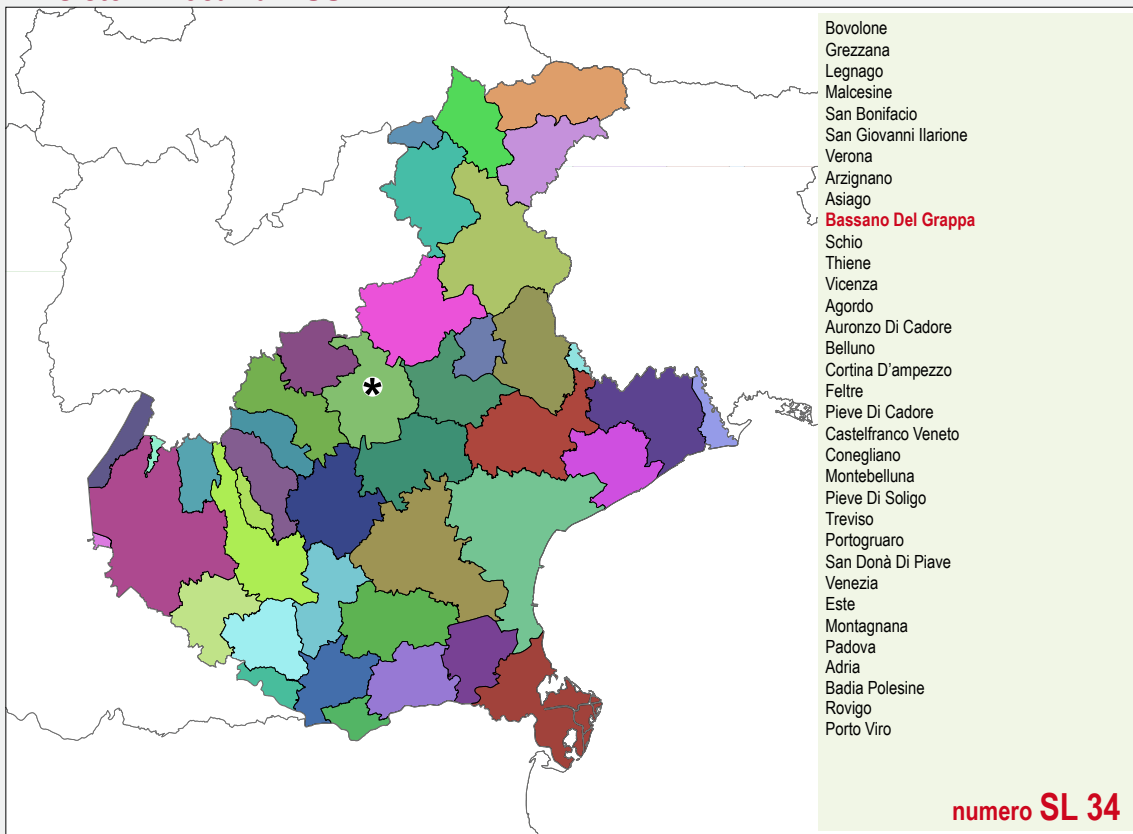 Bovolone
Grezzana
Legnago
Malcesine
San Bonifacio
San Giovanni Ilarione
Verona
Arzignano
Asiago
Bassano Del Grappa
Schio
Thiene
Vicenza
Agordo
Auronzo Di Cadore
Belluno
Cortina D'ampezzo
Feltre
Pieve Di Cadore
Castelfranco Veneto
Conegliano
Montebelluna
Pieve Di Soligo
Treviso
Portogruaro
San Donà Di Piave
Venezia
Este
Montagnana
Padova
Adria
Badia Polesine
Rovigo
Porto Viro
*
numero SL 34